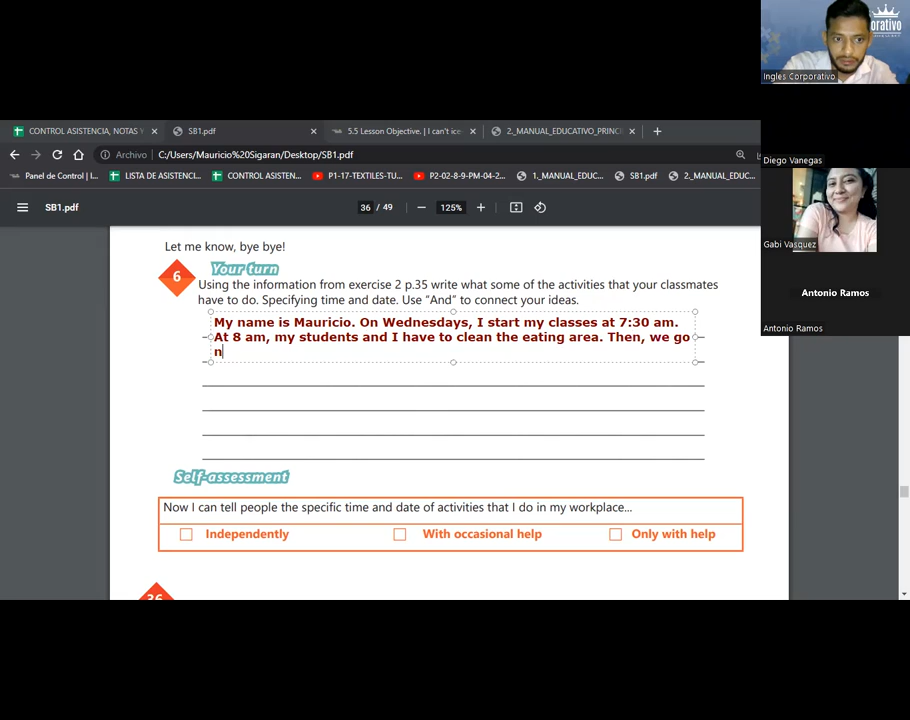 orativo
Ingles Corporativo
CONTROL ASISTENCIA, NOTAS Y
SB1.pdf
5.5 Lesson Objective. | I can't ice-
2._MANUAL_EDUCATIVO_PRINCI
Archivo | C:/Users/Mauricio%20Sigaran/Desktop/SB1.pdf
Diego Vanegas
Panel de Control | I...
LISTA DE ASISTENCI...
CONTROL ASISTEN...
P1-17-TEXTILES-TU...
P2-02-8-9-PM-04-2...
1._MANUAL_EDUC...
SB1.pdf
2._MANUAL_EDUC...
SB1.pdf
36 / 49
125%
Gabi Vasquez
Antonio Ramos
Antonio Ramos
Let me know, bye bye!
6
Your turn
Using the information from exercise 2 p.35 write what some of the activities that your classmates
have to do. Specifying time and date. Use “And” to connect your ideas.
My name is Mauricio. On Wednesdays, I start my classes at 7:30 am.
At 8 am, my students and I have to clean the eating area. Then, we go
n
Self-assessment
Now I can tell people the specific time and date of activities that I do in my workplace...
Independently
With occasional help
Only with help
36